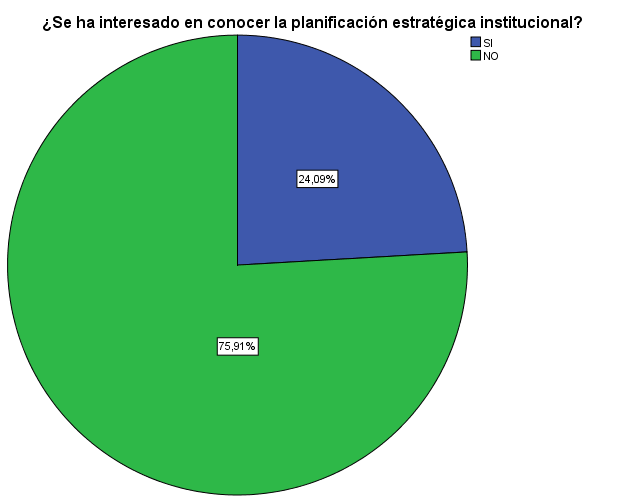 ¿Se ha interesado en conocer la planificación estratégica institucional?
SI
NO
24,09%
75,91%